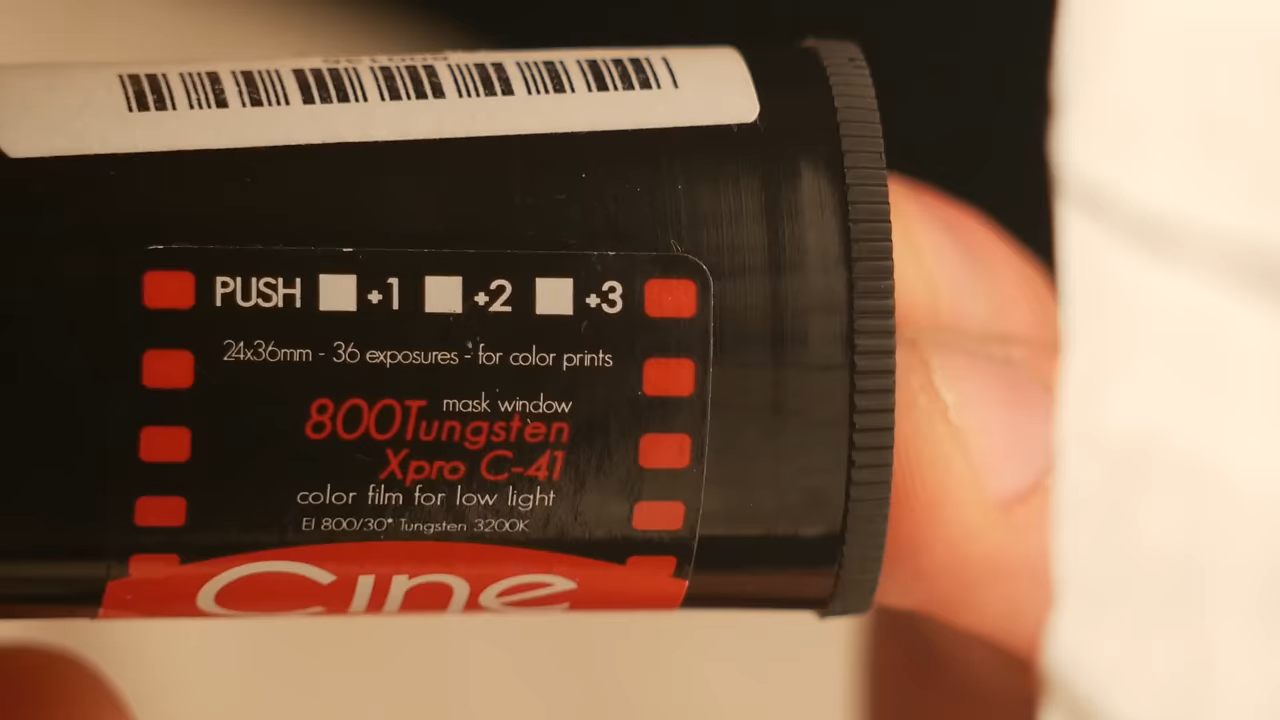 PUSH +1 +2 +3
24x36mm - 36 exposures - for color prints
mask window
800Tungsten
Xpro C-41
color film for low light
EI 800/30° Tungsten 3200K
Cine